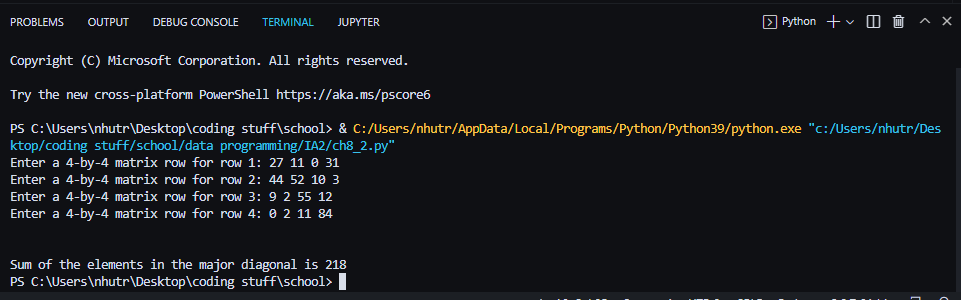 PROBLEMS OUTPUT DEBUG CONSOLE TERMINAL JUPYTER Python
Copyright (C) Microsoft Corporation. All rights reserved.
Try the new cross-platform PowerShell https://aka.ms/pscore6
PS C:\Users\nhutr\Desktop\coding stuff\school> & C:/Users/nhutr/AppData/Local/Programs/Python/Python39/python.exe "c:/Users/nhutr/Des
ktop/coding stuff/school/data programming/IA2/ch8_2.py"
Enter a 4-by-4 matrix row for row 1: 27 11 0 31
Enter a 4-by-4 matrix row for row 2: 44 52 10 3
Enter a 4-by-4 matrix row for row 3: 9 2 55 12
Enter a 4-by-4 matrix row for row 4: 0 2 11 84
Sum of the elements in the major diagonal is 218
PS C:\Users\nhutr\Desktop\coding stuff\school>